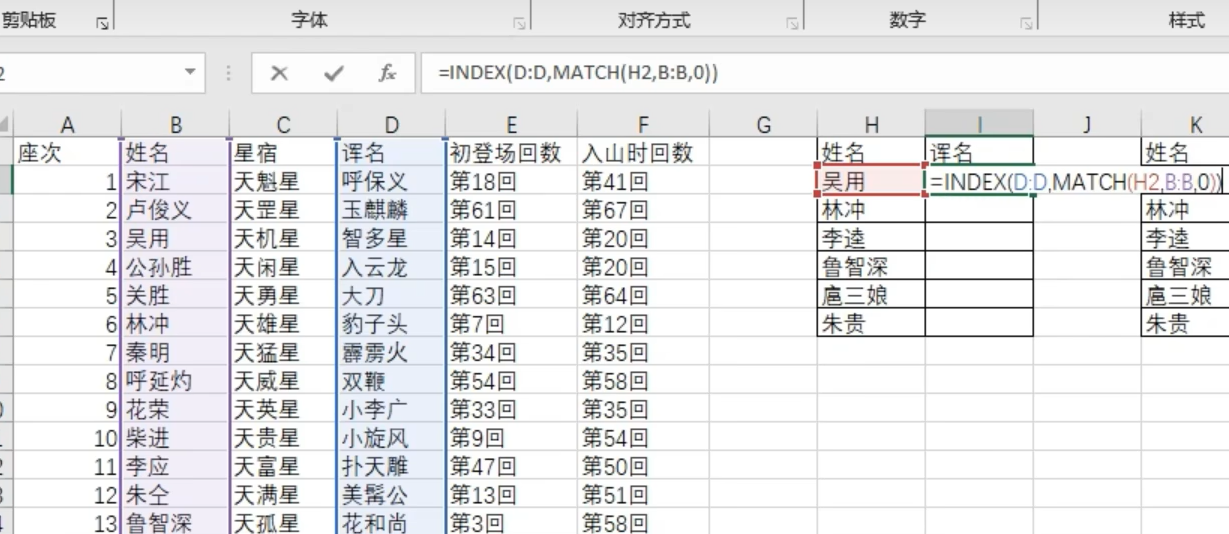 剪贴板 字体 对齐方式 数字 样式
2 =INDEX(D:D,MATCH(H2,B:B,0))
A B C D E F G H I J K
座次 姓名 星宿 诨名 初登场回数 入山时回数 姓名 诨名 姓名
1 宋江 天魁星 呼保义 第18回 第41回 吴用 =INDEX(D:D,MATCH(H2,B:B,0))
2 卢俊义 天罡星 玉麒麟 第61回 第67回 林冲 林冲
3 吴用 天机星 智多星 第14回 第20回 李逵 李逵
4 公孙胜 天闲星 入云龙 第15回 第20回 鲁智深 鲁智深
5 关胜 天勇星 大刀 第63回 第64回 扈三娘 扈三娘
6 林冲 天雄星 豹子头 第7回 第12回 朱贵 朱贵
7 秦明 天猛星 霹雳火 第34回 第35回
8 呼延灼 天威星 双鞭 第54回 第58回
9 花荣 天英星 小李广 第33回 第35回
10 柴进 天贵星 小旋风 第9回 第54回
11 李应 天富星 扑天雕 第47回 第50回
12 朱仝 天满星 美髯公 第13回 第51回
13 鲁智深 天孤星 花和尚 第3回 第58回